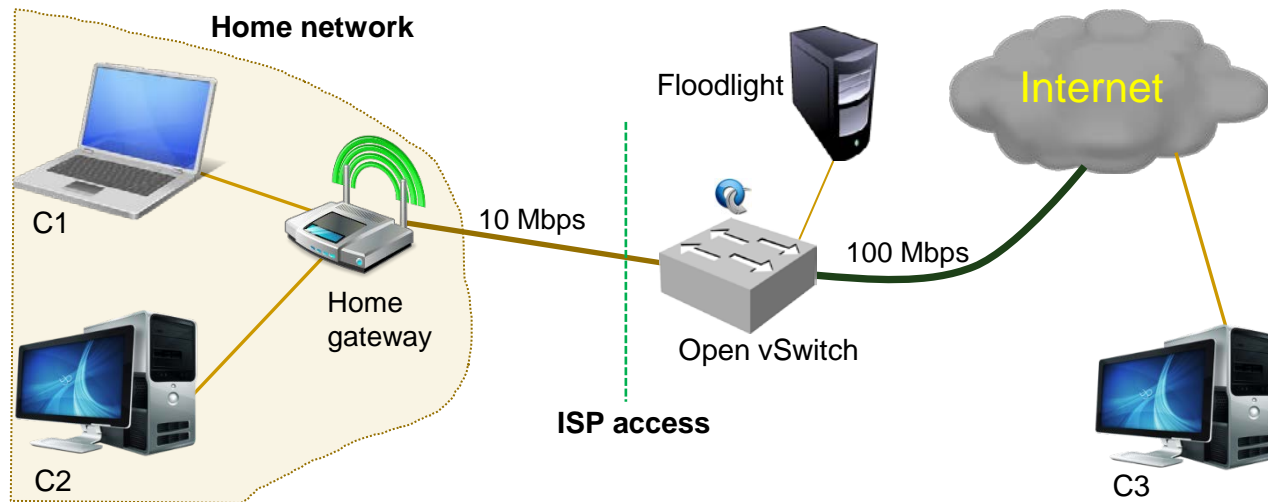 Home network
C1
Home
gateway
C2
10 Mbps
ISP access
Floodlight
Open vSwitch
100 Mbps
Internet
C3